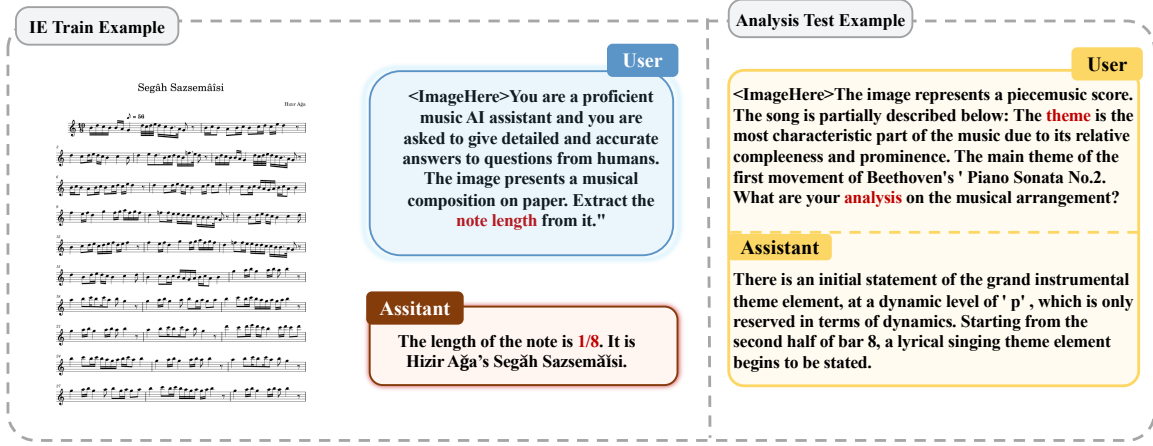 IE Train Example
Segâh Sazsemâîsi
Hizir Ağa
♪ = 56
User
<ImageHere>You are a proficient
music AI assistant and you are
asked to give detailed and accurate
answers to questions from humans.
The image presents a musical
composition on paper. Extract the
note length from it."
Assitant
The length of the note is 1/8. It is
Hizir Ağa's Segǎh Sazsemǎǐsi.
Analysis Test Example
User
<ImageHere>The image represents a piecemusic score.
The song is partially described below: The theme is the
most characteristic part of the music due to its relative
compleeness and prominence. The main theme of the
first movement of Beethoven's ' Piano Sonata No.2.
What are your analysis on the musical arrangement?
Assistant
There is an initial statement of the grand instrumental
theme element, at a dynamic level of ' p' , which is only
reserved in terms of dynamics. Starting from the
second half of bar 8, a lyrical singing theme element
begins to be stated.